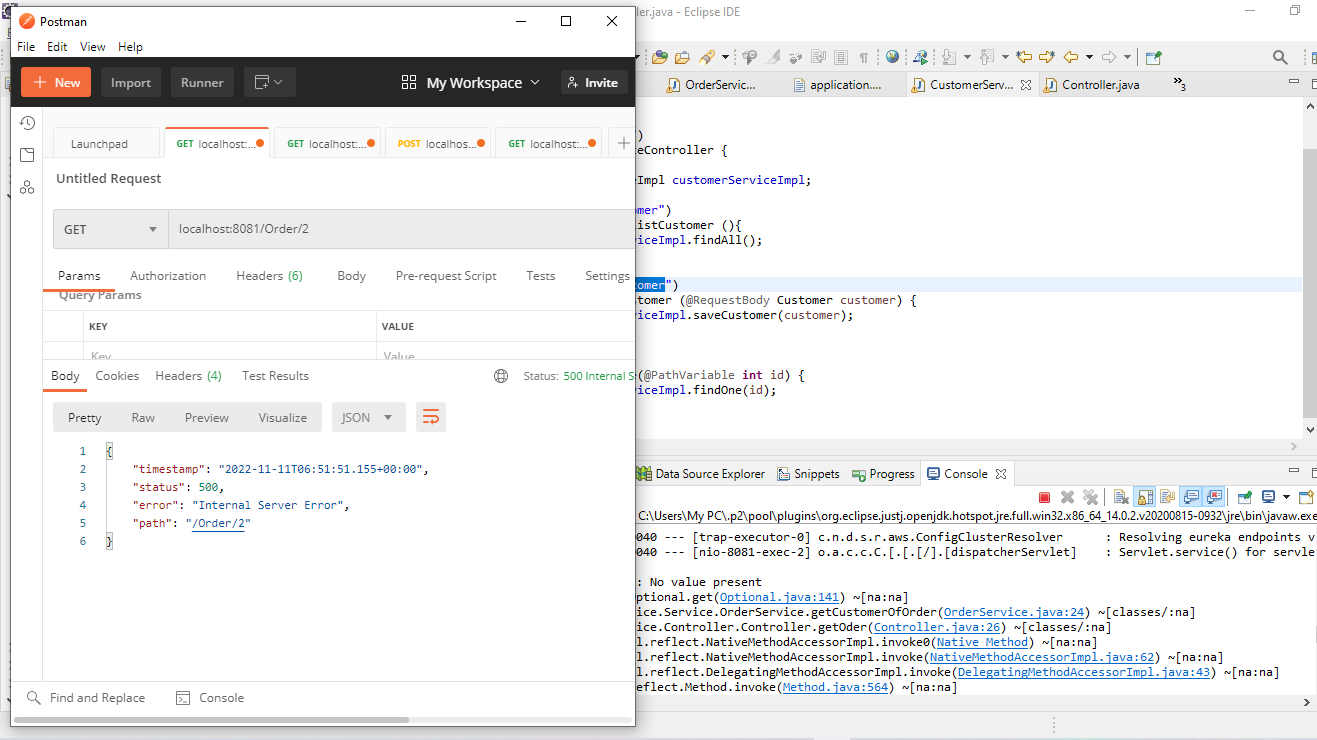 Postman
File Edit View Help
New Import Runner My Workspace Invite
Launchpad GET localhost:... GET localhost:... POST localhos... GET localhost:...
Untitled Request
GET localhost:8081/Order/2
Params Authorization Headers (6) Body Pre-request Script Tests Settings
Query Params
KEY VALUE
Key Value
Body Cookies Headers (4) Test Results Status: 500 Internal S
Pretty Raw Preview Visualize JSON
1 {
2 "timestamp": "2022-11-11T06:51:51.155+00:00",
3 "status": 500,
4 "error": "Internal Server Error",
5 "path": "/Order/2"
6 }
Find and Replace Console
ler.java - Eclipse IDE
OrderServic... application.... CustomerServ... Controller.java 3
)
eController {
eImpl customerServiceImpl;
omer")
istCustomer (){
viceImpl.findAll();
tomer")
stomer (@RequestBody Customer customer) {
viceImpl.saveCustomer(customer);
(@PathVariable int id) {
viceImpl.findOne(id);
Data Source Explorer Snippets Progress Console
C:\Users\My PC\.p2\pool\plugins\org.eclipse.justj.openjdk.hotspot.jre.full.win32.x86_64_14.0.2.v20200815-0932\jre\bin\javaw.exe
040 --- [trap-executor-0] c.n.d.s.r.aws.ConfigClusterResolver : Resolving eureka endpoints v
040 --- [nio-8081-exec-2] o.a.c.c.C.[.[.[/].[dispatcherServlet] : Servlet.service() for servle
: No value present
ptional.get(Optional.java:141) ~[na:na]
ice.Service.OrderService.getCustomerOfOrder(OrderService.java:24) ~[classes/:na]
ice.Controller.Controller.getOder(Controller.java:26) ~[classes/:na]
l.reflect.NativeMethodAccessorImpl.invoke0(Native Method) ~[na:na]
l.reflect.NativeMethodAccessorImpl.invoke(NativeMethodAccessorImpl.java:62) ~[na:na]
l.reflect.DelegatingMethodAccessorImpl.invoke(DelegatingMethodAccessorImpl.java:43) ~[na:na]
eflect.Method.invoke(Method.java:564) ~[na:na]